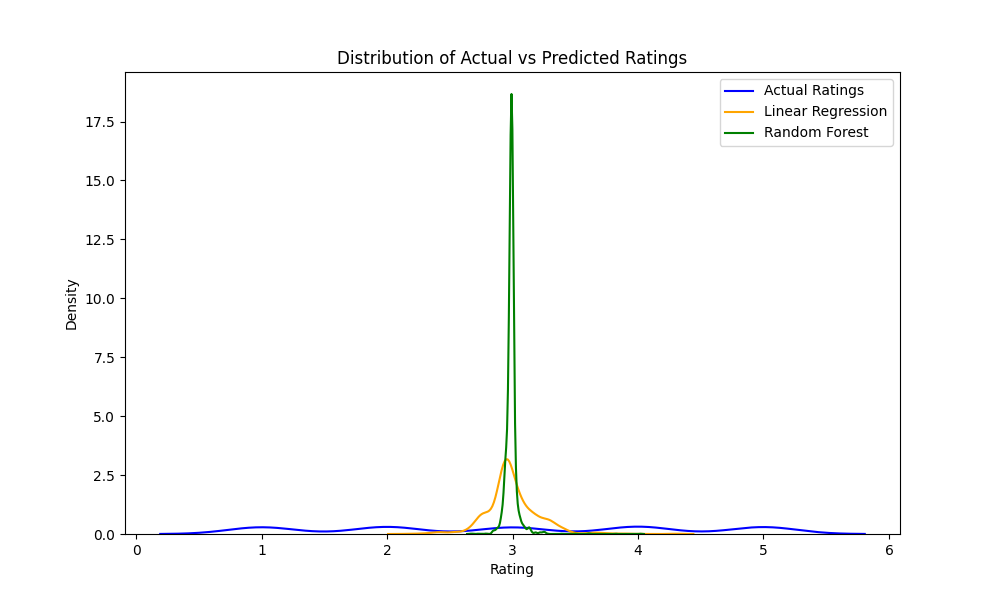 Distribution of Actual vs Predicted Ratings
Actual Ratings
Linear Regression
Random Forest
17.5
15.0
12.5
10.0
7.5
5.0
2.5
0.0
Density
0 1 2 3 4 5 6
Rating